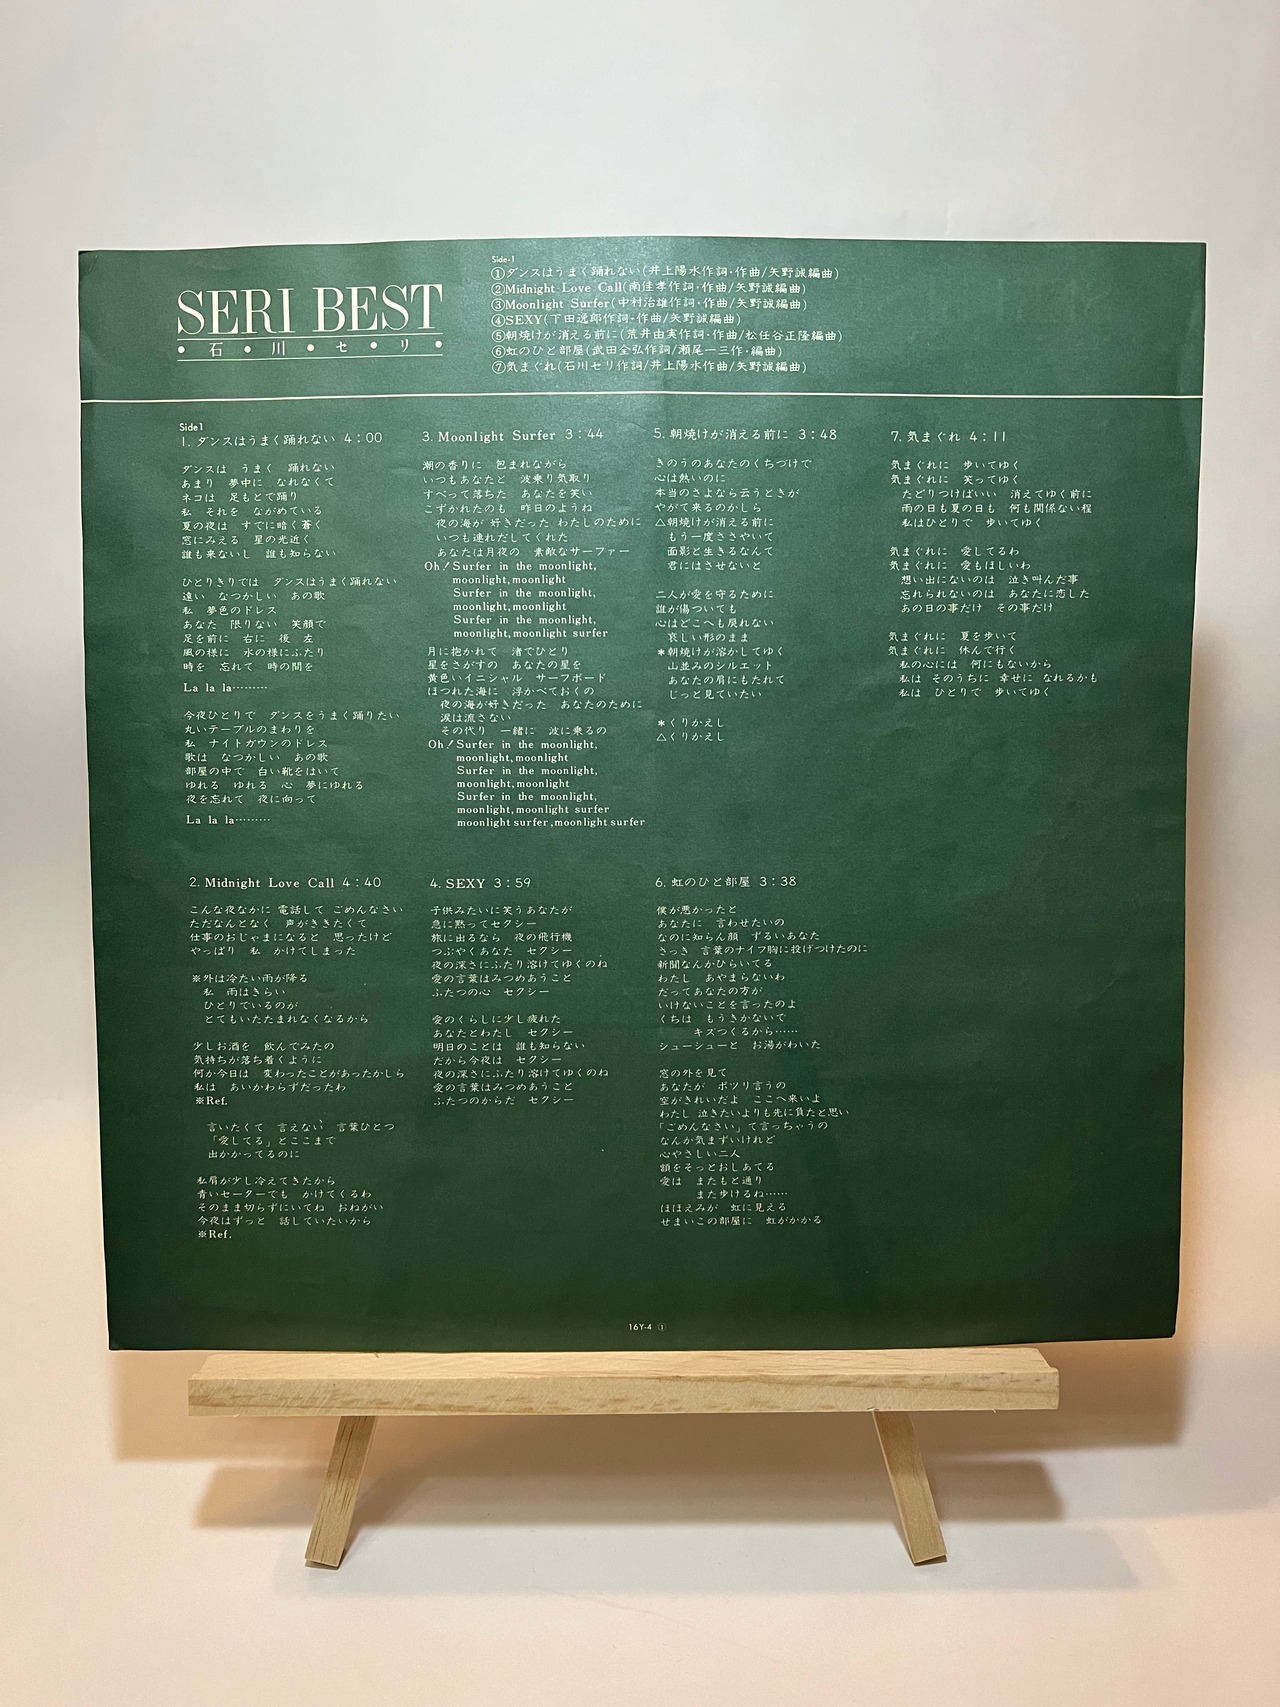 SERI BEST
・石・川・セ・リ・
Side-1
①ダンスはうまく踊れない(井上陽水作詞・作曲/矢野誠編曲)
②Midnight Love Call(南佳孝作詞・作曲/矢野誠編曲)
③Moonlight Surfer(中村治雄作詞・作曲/矢野誠編曲)
④SEXY(下田逸郎作詞・作曲/矢野誠編曲)
⑤朝焼けが消える前に(荒井由実作詞・作曲/松任谷正隆編曲)
⑥虹のひと部屋(武田全弘作詞/瀬尾一三作・編曲)
⑦気まぐれ(石川セリ作詞/井上陽水作曲/矢野誠編曲)
Side1
1. ダンスはうまく踊れない 4:00
ダンスは うまく 踊れない
あまり 夢中に なれなくて
ネコは 足もとで踊り
私 それを ながめている
夏の夜は すでに暗く蒼く
窓にみえる 星の光近く
誰も来ないし 誰も知らない
ひとりきりでは ダンスはうまく踊れない
遠い なつかしい あの歌
私 夢色のドレス
あなた 限りない 笑顔で
足を前に 右に 後 左
風の様に 水の様にふたり
時を 忘れて 時の間を
La la la………
今夜ひとりで ダンスをうまく踊りたい
丸いテーブルのまわりを
私 ナイトガウンのドレス
歌は なつかしい あの歌
部屋の中で 白い靴をはいて
ゆれる ゆれる 心 夢にゆれる
夜を忘れて 夜に向って
La la la………
2. Midnight Love Call 4:40
こんな夜なかに 電話して ごめんなさい
ただなんとなく 声がききたくて
仕事のおじゃまになると 思ったけど
やっぱり 私 かけてしまった
※外は冷たい雨が降る
私 雨はきらい
ひとりでいるのが
とてもいたたまれなくなるから
少しお酒を 飲んでみたの
気持ちが落ち着くように
何か今日は 変わったことがあったかしら
私は あいかわらずだったわ
※Ref.
言いたくて 言えない 言葉ひとつ
「愛してる」とここまで
出かかってるのに
私肩が少し冷えてきたから
青いセーターでも かけてくるわ
そのまま切らずにいてね おねがい
今夜はずっと 話していたいから
※Ref.
3. Moonlight Surfer 3:44
潮の香りに 包まれながら
いつもあなたと 波乗り気取り
すべって落ちた あなたを笑い
こずかれたのも 昨日のようね
夜の海が 好きだった わたしのために
いつも連れだしてくれた
あなたは月夜の 素敵なサーファー
Oh! Surfer in the moonlight,
moonlight, moonlight
Surfer in the moonlight,
moonlight, moonlight
Surfer in the moonlight,
moonlight, moonlight surfer
月に抱かれて 渚でひとり
星をさがすの あなたの星を
黄色いイニシャル サーフボード
ほつれた海に 浮かべておくの
夜の海が好きだった あなたのために
涙は流さない
その代り 一緒に 波に乗るの
Oh! Surfer in the moonlight,
moonlight, moonlight
Surfer in the moonlight,
moonlight, moonlight
Surfer in the moonlight,
moonlight, moonlight surfer
moonlight surfer, moonlight surfer
4. SEXY 3:59
子供みたいに笑うあなたが
急に黙ってセクシー
旅に出るなら 夜の飛行機
つぶやくあなた セクシー
夜の深さにふたり溶けてゆくのね
愛の言葉はみつめあうこと
ふたつの心 セクシー
愛のくらしに少し疲れた
あなたとわたし セクシー
明日のことは 誰も知らない
だから今夜は セクシー
夜の深さにふたり溶けてゆくのね
愛の言葉はみつめあうこと
ふたつのからだ セクシー
5. 朝焼けが消える前に 3:48
きのうのあなたのくちづけで
心は熱いのに
本当のさよなら云うときが
やがて来るのかしら
△朝焼けが消える前に
もう一度ささやいて
面影と生きるなんて
君にはさせないと
二人が愛を守るために
誰が傷ついても
心はどこへも戻れない
哀しい形のまま
＊朝焼けが溶かしてゆく
山並みのシルエット
あなたの肩にもたれて
じっと見ていたい
＊くりかえし
△くりかえし
6. 虹のひと部屋 3:38
僕が悪かったと
あなたに 言わせたいの
なのに知らん顔 ずるいあなた
さっき 言葉のナイフ胸に投げつけたのに
新聞なんかひらいてる
わたし あやまらないわ
だってあなたの方が
いけないことを言ったのよ
くちは もうきかないで
キズつくるから……
シューシューと お湯がわいた
窓の外を見て
あなたが ポツリ言うの
空がきれいだよ ここへ来いよ
わたし 泣きたいよりも先に負たと思い
「ごめんなさい」て言っちゃうの
なんか気まずいけれど
心やさしい二人
額をそっとおしあてる
愛は またもと通り
また歩けるね……
ほほえみが 虹に見える
せまいこの部屋に 虹がかかる
7. 気まぐれ 4:11
気まぐれに 歩いてゆく
気まぐれに 笑ってゆく
たどりつけばいい 消えてゆく前に
雨の日も夏の日も 何も関係ない程
私はひとりで 歩いてゆく
気まぐれに 愛してるわ
気まぐれに 愛もほしいわ
想い出にないのは 泣き叫んだ事
忘れられないのは あなたに恋した
あの日の事だけ その事だけ
気まぐれに 夏を歩いて
気まぐれに 休んで行く
私の心には 何にもないから
私は そのうちに 幸せに なれるかも
私は ひとりで 歩いてゆく
16Y-4 ①